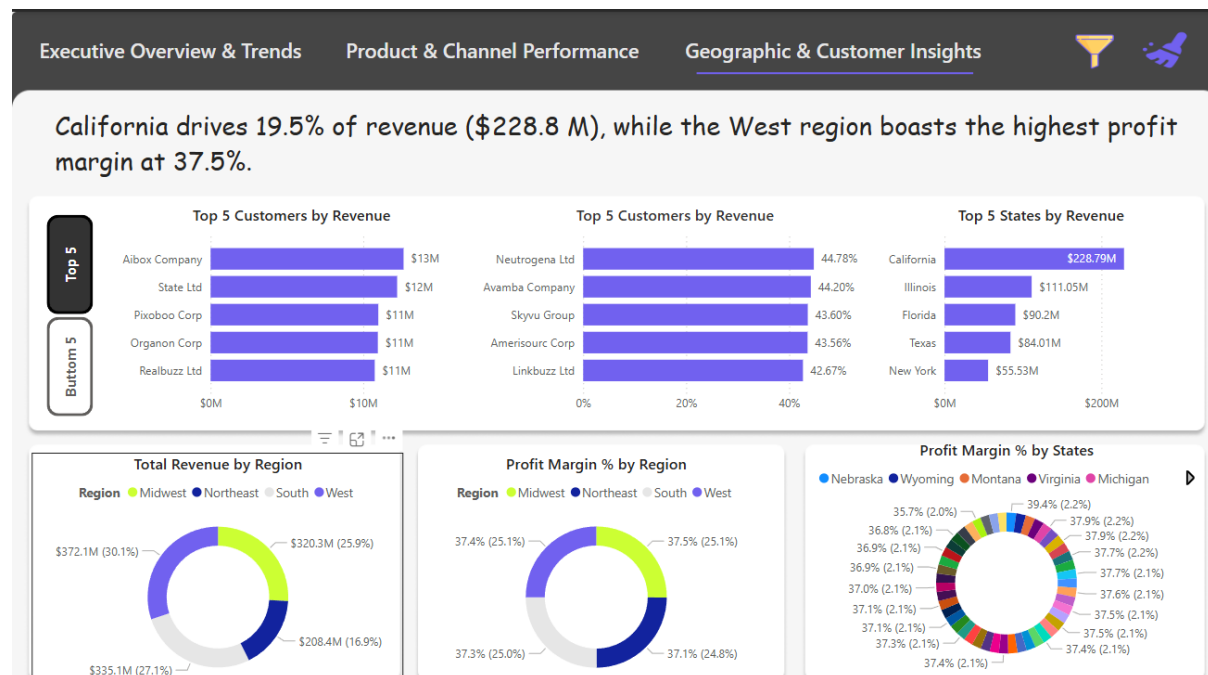 Executive Overview & Trends
Product & Channel Performance
Geographic & Customer Insights
California drives 19.5% of revenue ($228.8 M), while the West region boasts the highest profit
margin at 37.5%.
Top 5
Buttom 5
Top 5 Customers by Revenue
Aibox Company
$13M
State Ltd
$12M
Pixoboo Corp
$11M
Organon Corp
$11M
Realbuzz Ltd
$11M
$0M
$10M
Top 5 Customers by Revenue
Neutrogena Ltd
44.78%
Avamba Company
44.20%
Skyvu Group
43.60%
Amerisourc Corp
43.56%
Linkbuzz Ltd
42.67%
0%
20%
40%
Top 5 States by Revenue
California
$228.79M
Illinois
$111.05M
Florida
$90.2M
Texas
$84.01M
New York
$55.53M
$0M
$200M
Total Revenue by Region
Region Midwest Northeast South West
$372.1M (30.1%)
$320.3M (25.9%)
$208.4M (16.9%)
$335.1M (27.1%)
Profit Margin % by Region
Region Midwest Northeast South West
37.4% (25.1%)
37.5% (25.1%)
37.3% (25.0%)
37.1% (24.8%)
Profit Margin % by States
Nebraska Wyoming Montana Virginia Michigan
39.4% (2.2%)
37.9% (2.2%)
37.9% (2.2%)
37.7% (2.2%)
37.7% (2.1%)
37.6% (2.1%)
37.5% (2.1%)
37.5% (2.1%)
37.4% (2.1%)
35.7% (2.0%)
36.8% (2.1%)
36.9% (2.1%)
36.9% (2.1%)
37.0% (2.1%)
37.1% (2.1%)
37.1% (2.1%)
37.3% (2.1%)
37.4% (2.1%)